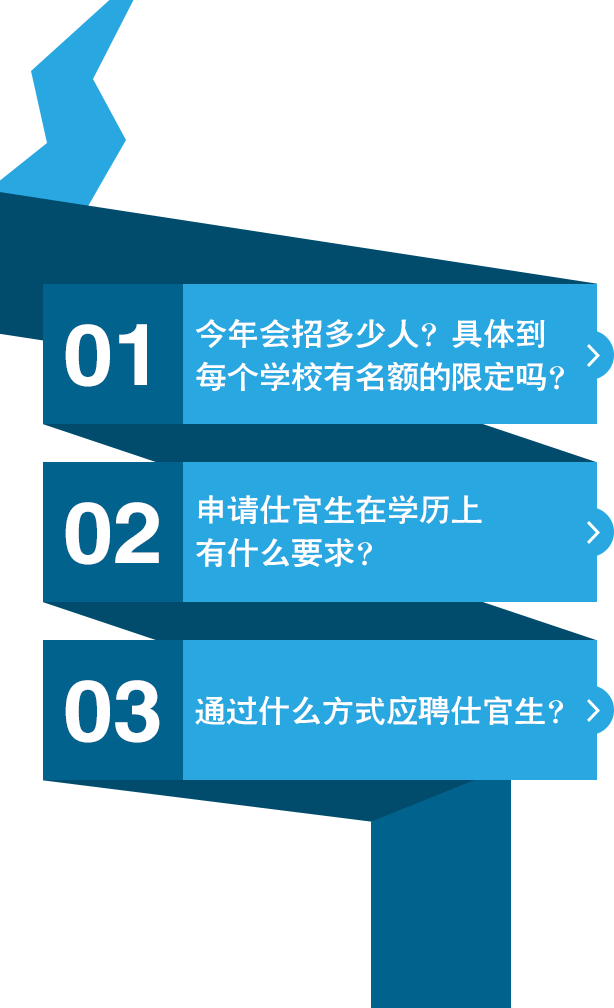 01
今年会招多少人？具体到
每个学校有名额的限定吗？
02
申请仕官生在学历上
有什么要求？
03
通过什么方式应聘仕官生？